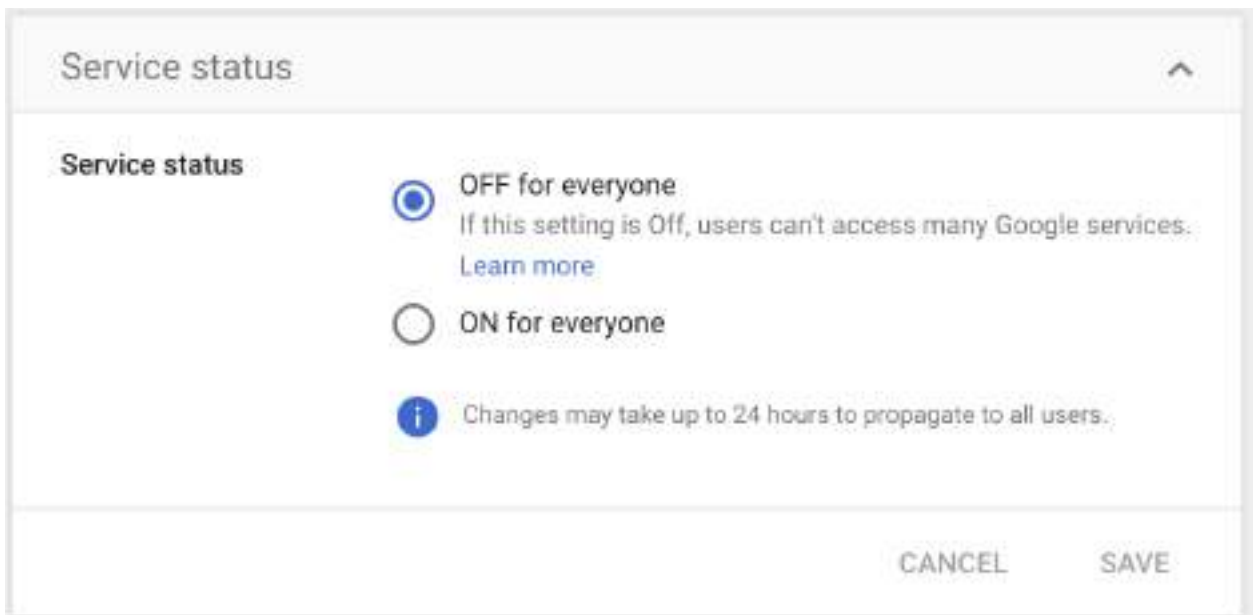 Service status
Service status
OFF for everyone
If this setting is Off, users can't access many Google services.
Learn more
ON for everyone
Changes may take up to 24 hours to propagate to all users.
CANCEL SAVE